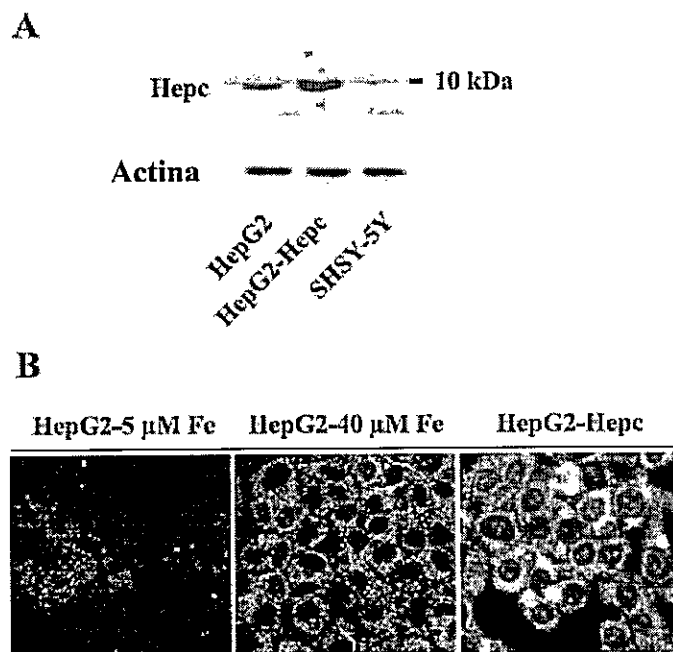 A
Hepc
10 kDa
Actina
HepG2
HepG2-Hepc
SHSY-5Y
B
HepG2-5 μM Fe HepG2-40 μM Fe HepG2-Hepc